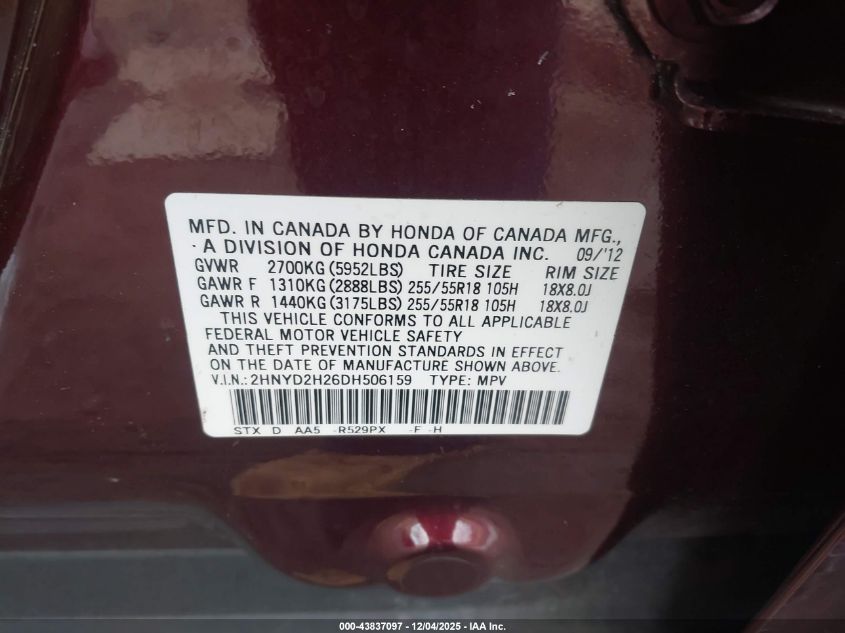 MFD. IN CANADA BY HONDA OF CANADA MFG.,
A DIVISION OF HONDA CANADA INC. 09/'12
GVWR 2700KG (5952LBS) TIRE SIZE RIM SIZE
GAWR F 1310KG (2888LBS) 255/55R18 105H 18X8.0J
GAWR R 1440KG (3175LBS) 255/55R18 105H 18X8.0J
THIS VEHICLE CONFORMS TO ALL APPLICABLE
FEDERAL MOTOR VEHICLE SAFETY
AND THEFT PREVENTION STANDARDS IN EFFECT
ON THE DATE OF MANUFACTURE SHOWN ABOVE.
V.I.N.: 2HNYD2H26DH506159 TYPE: MPV
STX D AA5 -R529PX -F -H
000-43837097 - 12/04/2025 - IAA Inc.